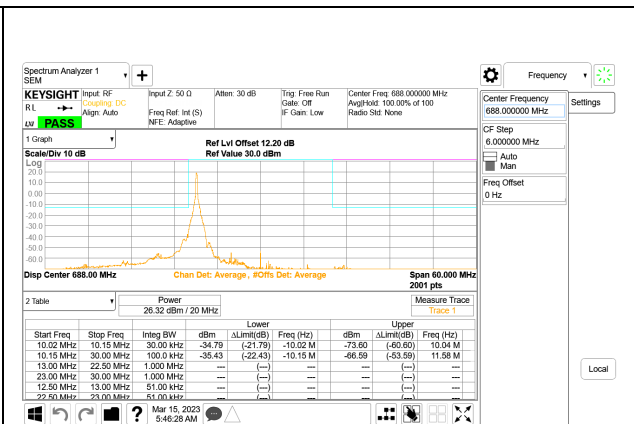 Spectrum Analyzer 1
SEM
Frequency
KEYSIGHT
Input: RF
Input Z: 50 Ω
Atten: 30 dB
Trig: Free Run
Center Freq: 688.000000 MHz
RL
Coupling: DC
Gate: Off
Avg|Hold: 100.00% of 100
Align: Auto
Freq Ref: Int (S)
IF Gain: Low
Radio Std: None
LXI PASS
NFE: Adaptive
Center Frequency
688.000000 MHz
Settings
CF Step
6.000000 MHz
Auto
Man
Freq Offset
0 Hz
1 Graph
Ref Lvl Offset 12.20 dB
Scale/Div 10 dB
Ref Value 30.0 dBm
Log
20.0
10.0
0.00
-10.0
-20.0
-30.0
-40.0
-50.0
-60.0
Disp Center 688.00 MHz
Chan Det: Average , #Offs Det: Average
Span 60.000 MHz
2001 pts
2 Table
Power
26.32 dBm / 20 MHz
Measure Trace
Trace 1
Lower Upper
Start Freq Stop Freq Integ BW dBm ΔLimit(dB) Freq (Hz) dBm ΔLimit(dB) Freq (Hz)
10.02 MHz 10.15 MHz 30.00 kHz -34.79 (-21.79) -10.02 M -73.60 (-60.60) 10.04 M
10.15 MHz 30.00 MHz 100.0 kHz -35.43 (-22.43) -10.15 M -66.59 (-53.59) 11.58 M
13.00 MHz 22.50 MHz 1.000 MHz --- (---) --- --- (---) ---
23.00 MHz 30.00 MHz 1.000 MHz --- (---) --- --- (---) ---
12.50 MHz 13.00 MHz 51.00 kHz --- (---) --- --- (---) ---
22.50 MHz 23.00 MHz 51.00 kHz --- (---) --- --- (---) ---
Local
?
Mar 15, 2023
5:46:28 AM